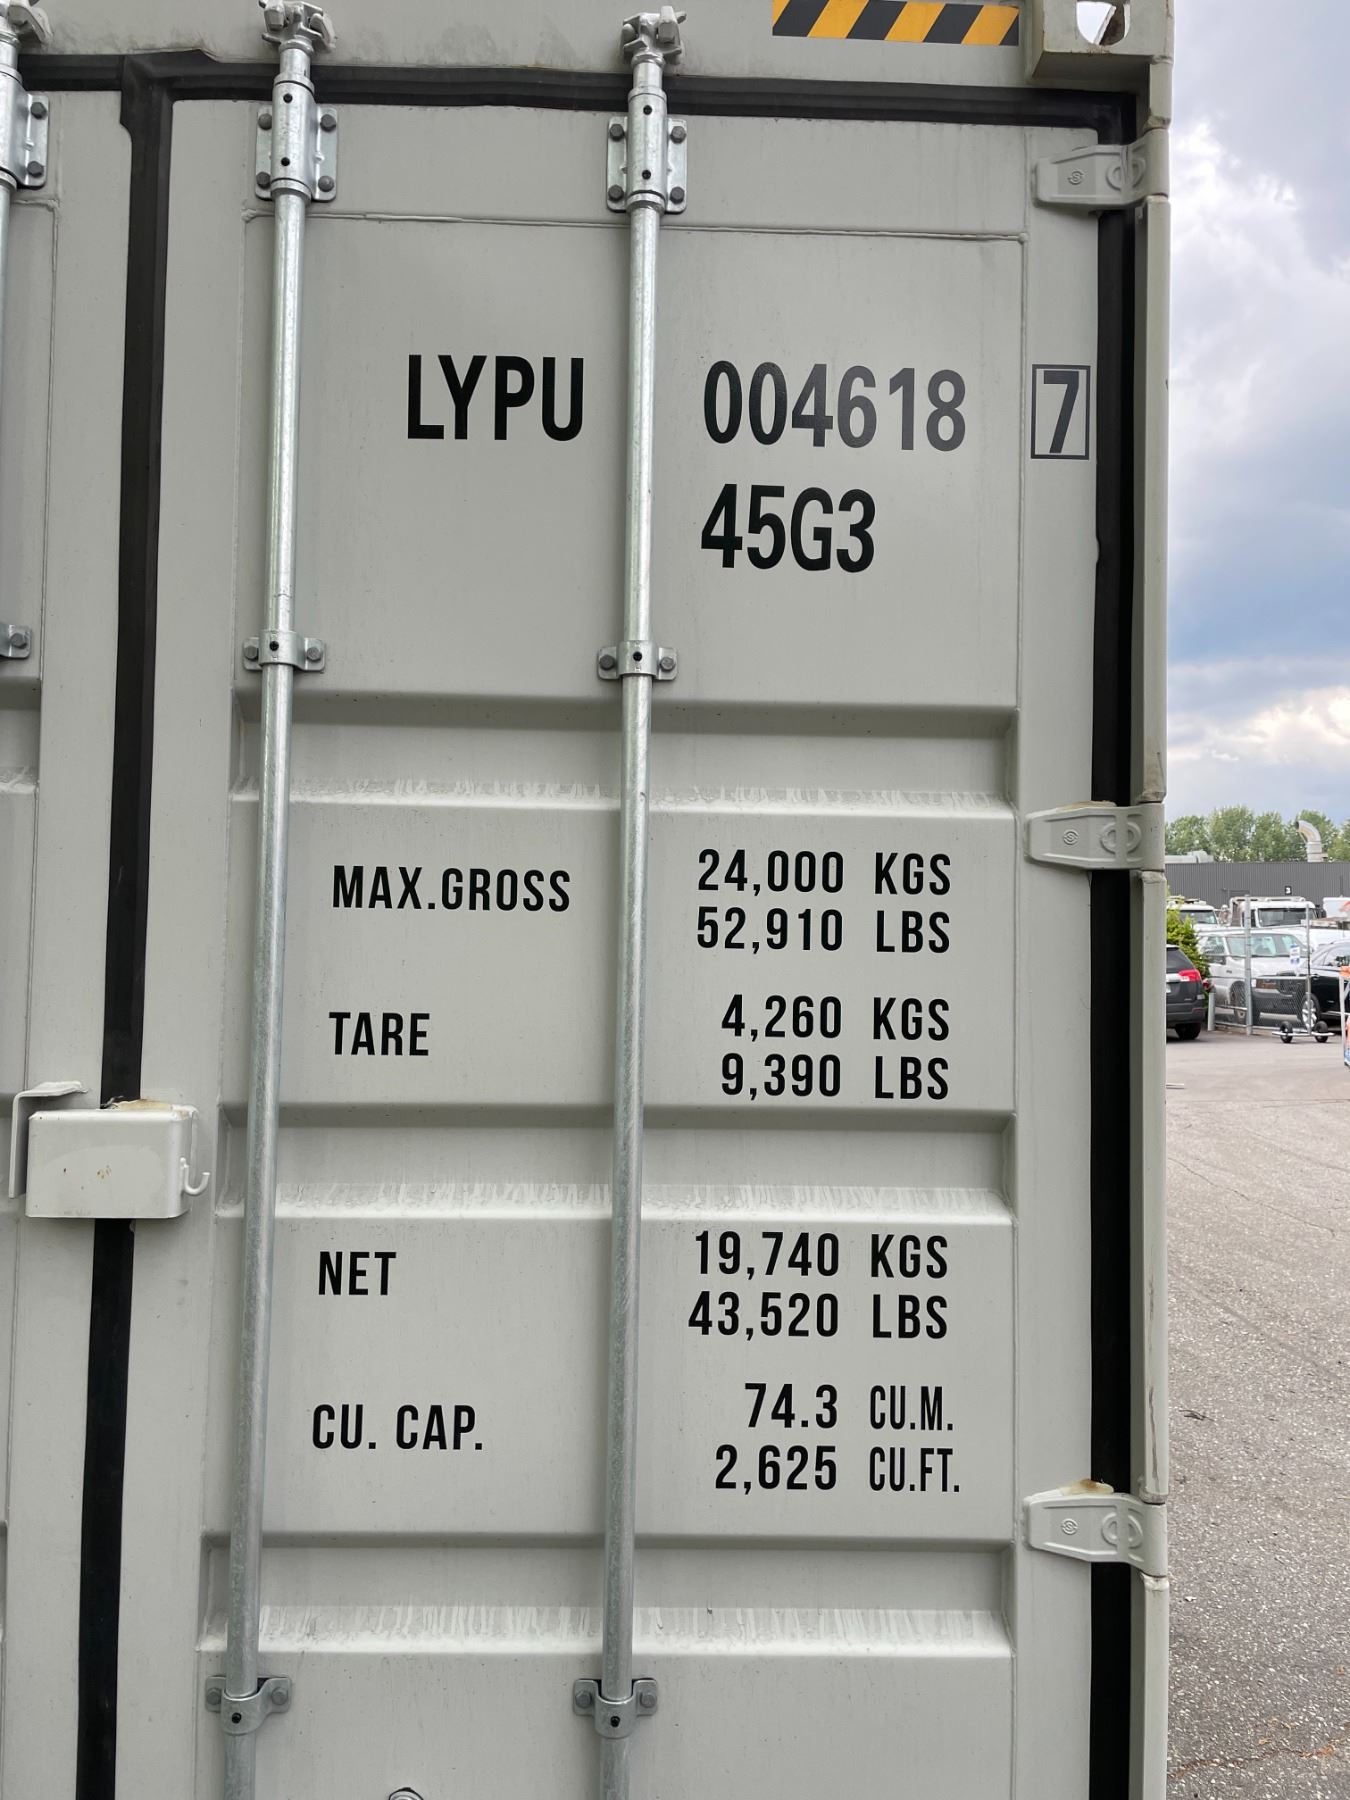 LYPU 004618 7
45G3
MAX.GROSS 24,000 KGS
52,910 LBS
TARE 4,260 KGS
9,390 LBS
NET 19,740 KGS
43,520 LBS
CU. CAP. 74.3 CU.M.
2,625 CU.FT.